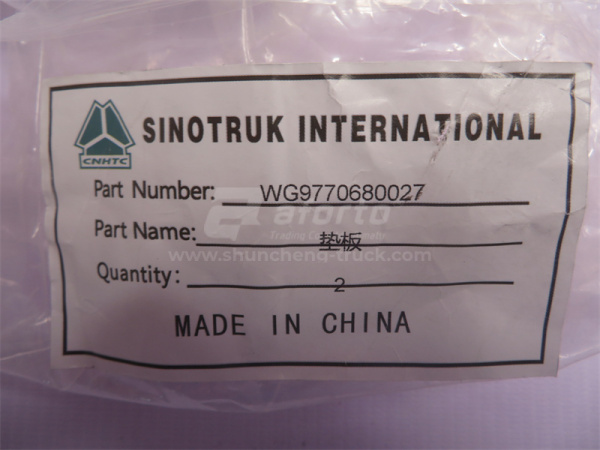 SINOTRUK INTERNATIONAL
CNHTC
Part Number: WG9770680027
aforto
Part Name: 垫板
www.shuncheng-truck.com
Quantity: 2
MADE IN CHINA